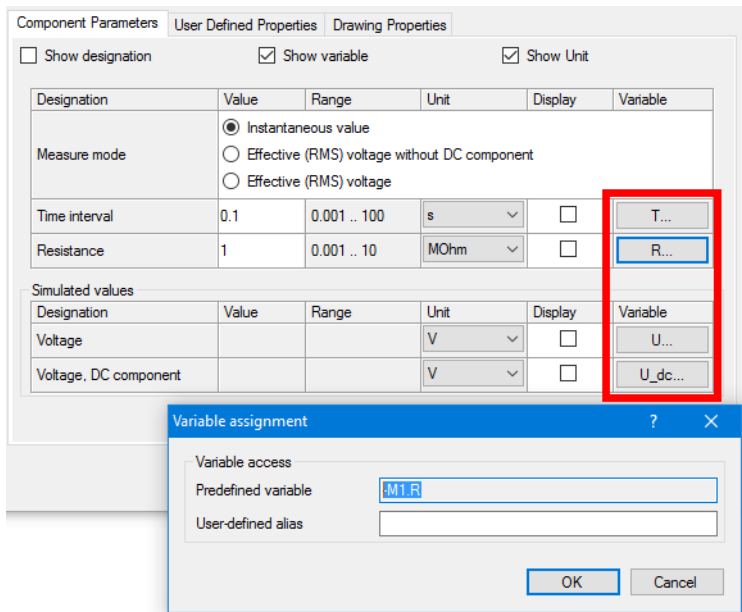 Component Parameters User Defined Properties Drawing Properties
Show designation Show variable Show Unit
Designation Value Range Unit Display Variable
Measure mode
Instantaneous value
Effective (RMS) voltage without DC component
Effective (RMS) voltage
Time interval 0.1 0.001 .. 100 s T...
Resistance 1 0.001 .. 10 MOhm R...
Simulated values
Designation Value Range Unit Display Variable
Voltage V U...
Voltage, DC component V U_dc...
Variable assignment ?
Variable access
Predefined variable -M1.R
User-defined alias
OK Cancel